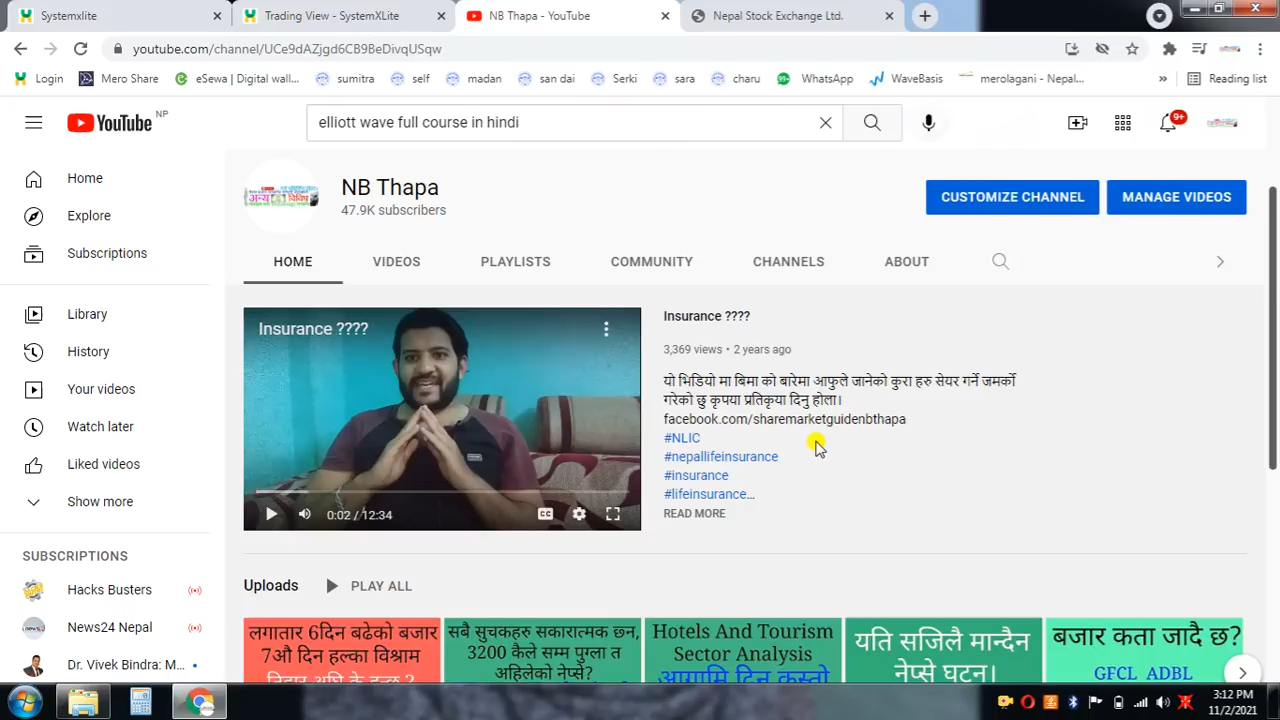 Systemxlite
Trading View - SystemXLite
NB Thapa - YouTube
Nepal Stock Exchange Ltd.
youtube.com/channel/UCe9dAZjgd6CB9BeDivqUSqw
Login
Mero Share
eSewa | Digital wall...
sumitra
self
madan
san dai
Serki
sara
charu
WhatsApp
WaveBasis
merolagani - Nepal...
»
Reading list
YouTube NP
elliott wave full course in hindi
9+
Home
Explore
Subscriptions
Library
History
Your videos
Watch later
Liked videos
Show more
SUBSCRIPTIONS
Hacks Busters
News24 Nepal
Dr. Vivek Bindra: M...
NB Thapa
47.9K subscribers
CUSTOMIZE CHANNEL
MANAGE VIDEOS
HOME
VIDEOS
PLAYLISTS
COMMUNITY
CHANNELS
ABOUT
Insurance ????
0:02 / 12:34
Insurance ????
3,369 views • 2 years ago
यो भिडियो मा बिमा को बारेमा आफुले जानेको कुरा हरु सेयर गर्ने जमर्को
गरेको छु कृपया प्रतिकृया दिनु होला।
facebook.com/sharemarketguidenbthapa
#NLIC
#nepallifeinsurance
#insurance
#lifeinsurance...
READ MORE
Uploads
PLAY ALL
लगातार 6दिन बढेको बजार
7औ दिन हल्का विश्राम
सबै सुचकहरु सकारात्मक छन्,
3200 कैले सम्म पुग्ला त
अहिलेको नेप्से?
Hotels And Tourism
Sector Analysis
आगामि दिन कस्तो
यति सजिलै मान्दैन
नेप्से घटन्।
बजार कता जादै छ?
GFCL ADBL
3:12 PM
11/2/2021